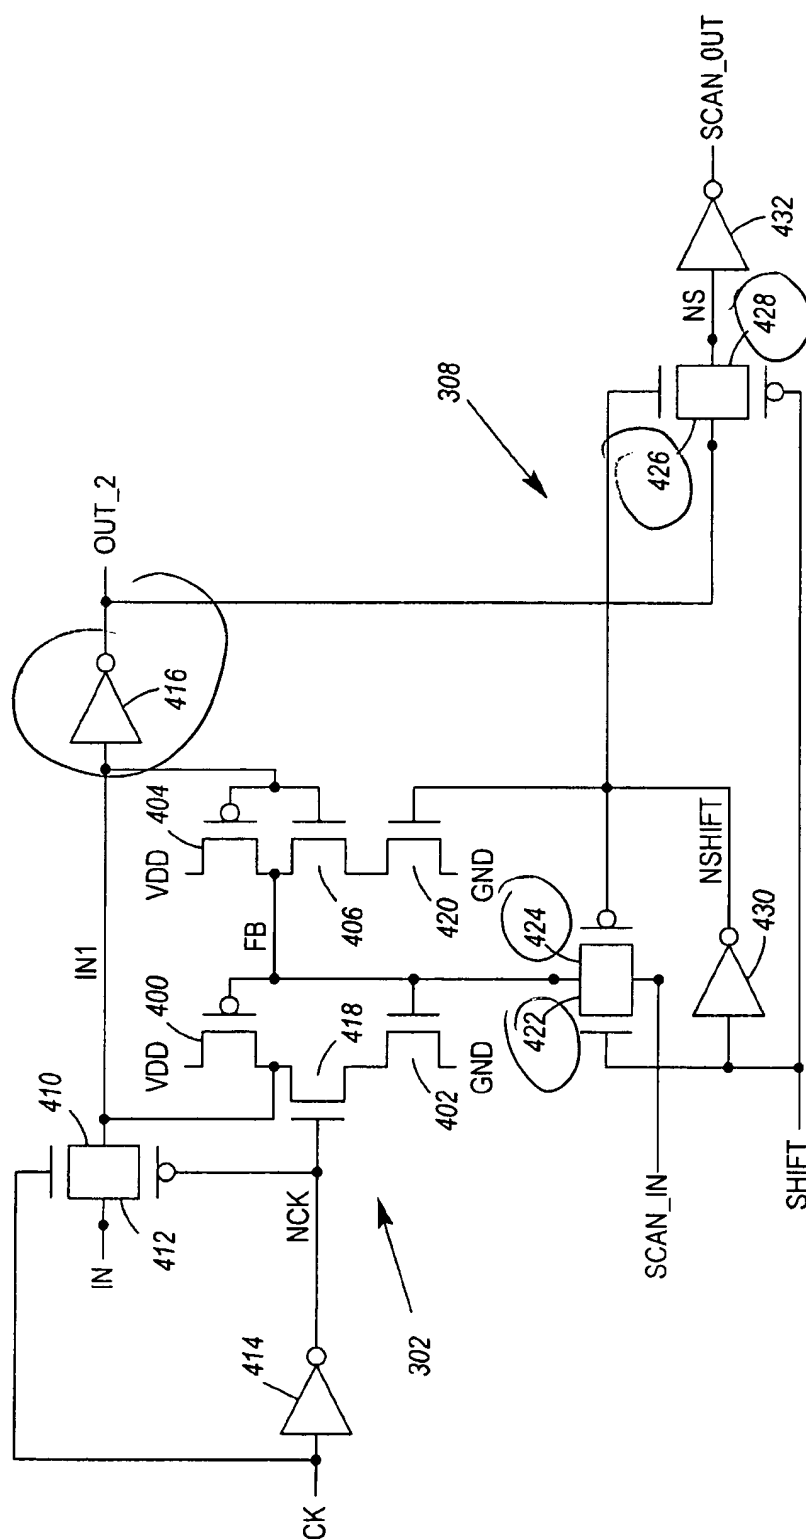 CK
414
302
NCK
IN
412
410
IN1
VDD
400
418
402
GND
FB
VDD
404
406
420
GND
416
OUT_2
308
422
424
SCAN_IN
SHIFT
430
NSHIFT
426
428
NS
432
SCAN_OUT